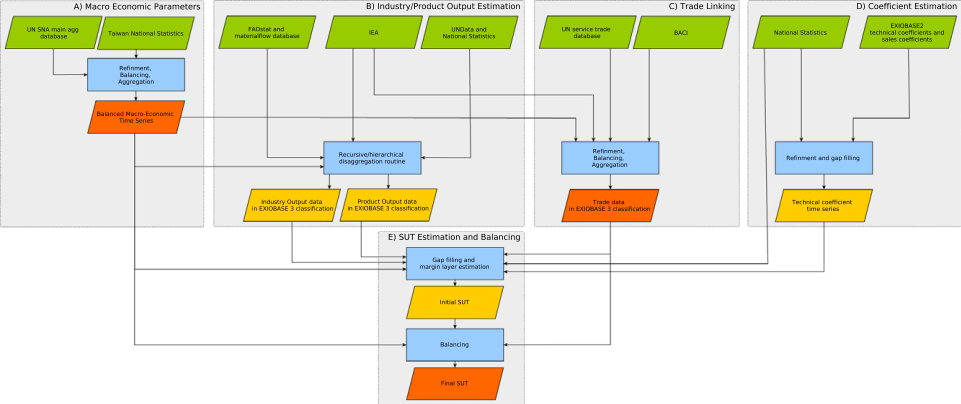 A) Macro Economic Parameters
UN SNA main agg
database
Taiwan National Statistics
Refinment,
Balancing,
Aggregation
Balanced Macro-Economic
Time Series
B) Industry/Product Output Estimation
FAOstat and
materialflow database
IEA
UNData and
National Statistics
Recursive/hierarchical
disaggregation routine
Industry Output data
in EXIOBASE 3 classification
Product Output data
in EXIOBASE 3 classification
C) Trade Linking
UN service trade
database
BACI
Refinment,
Balancing,
Aggregation
Trade data
in EXIOBASE 3 classification
D) Coefficient Estimation
National Statistics
EXIOBASE2
technical coefficients and
sales coefficients
Refinment and gap filling
Technical coefficient
time series
E) SUT Estimation and Balancing
Gap filling and
margin layer estimation
Initial SUT
Balancing
Final SUT